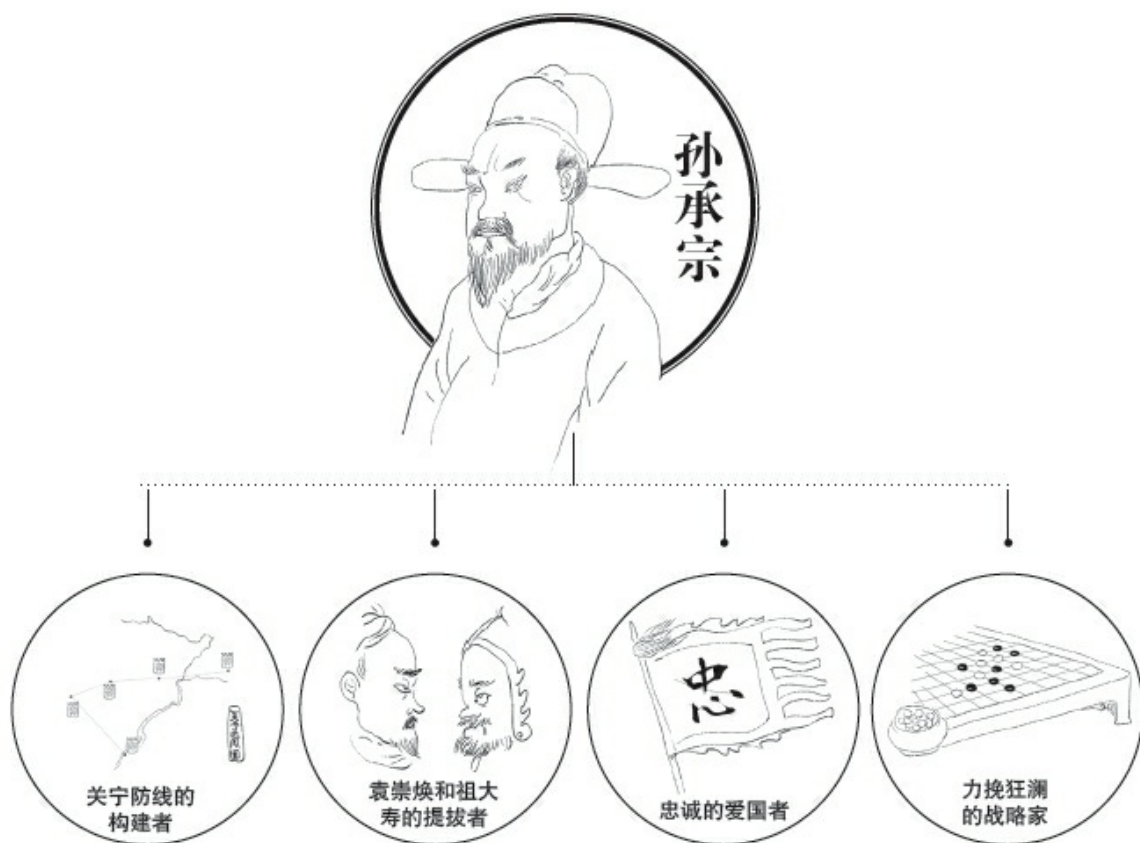 孙承宗
关宁防线的
构建者
袁崇焕和祖大
寿的提拔者
忠
忠诚的爱国者
力挽狂澜
的战略家